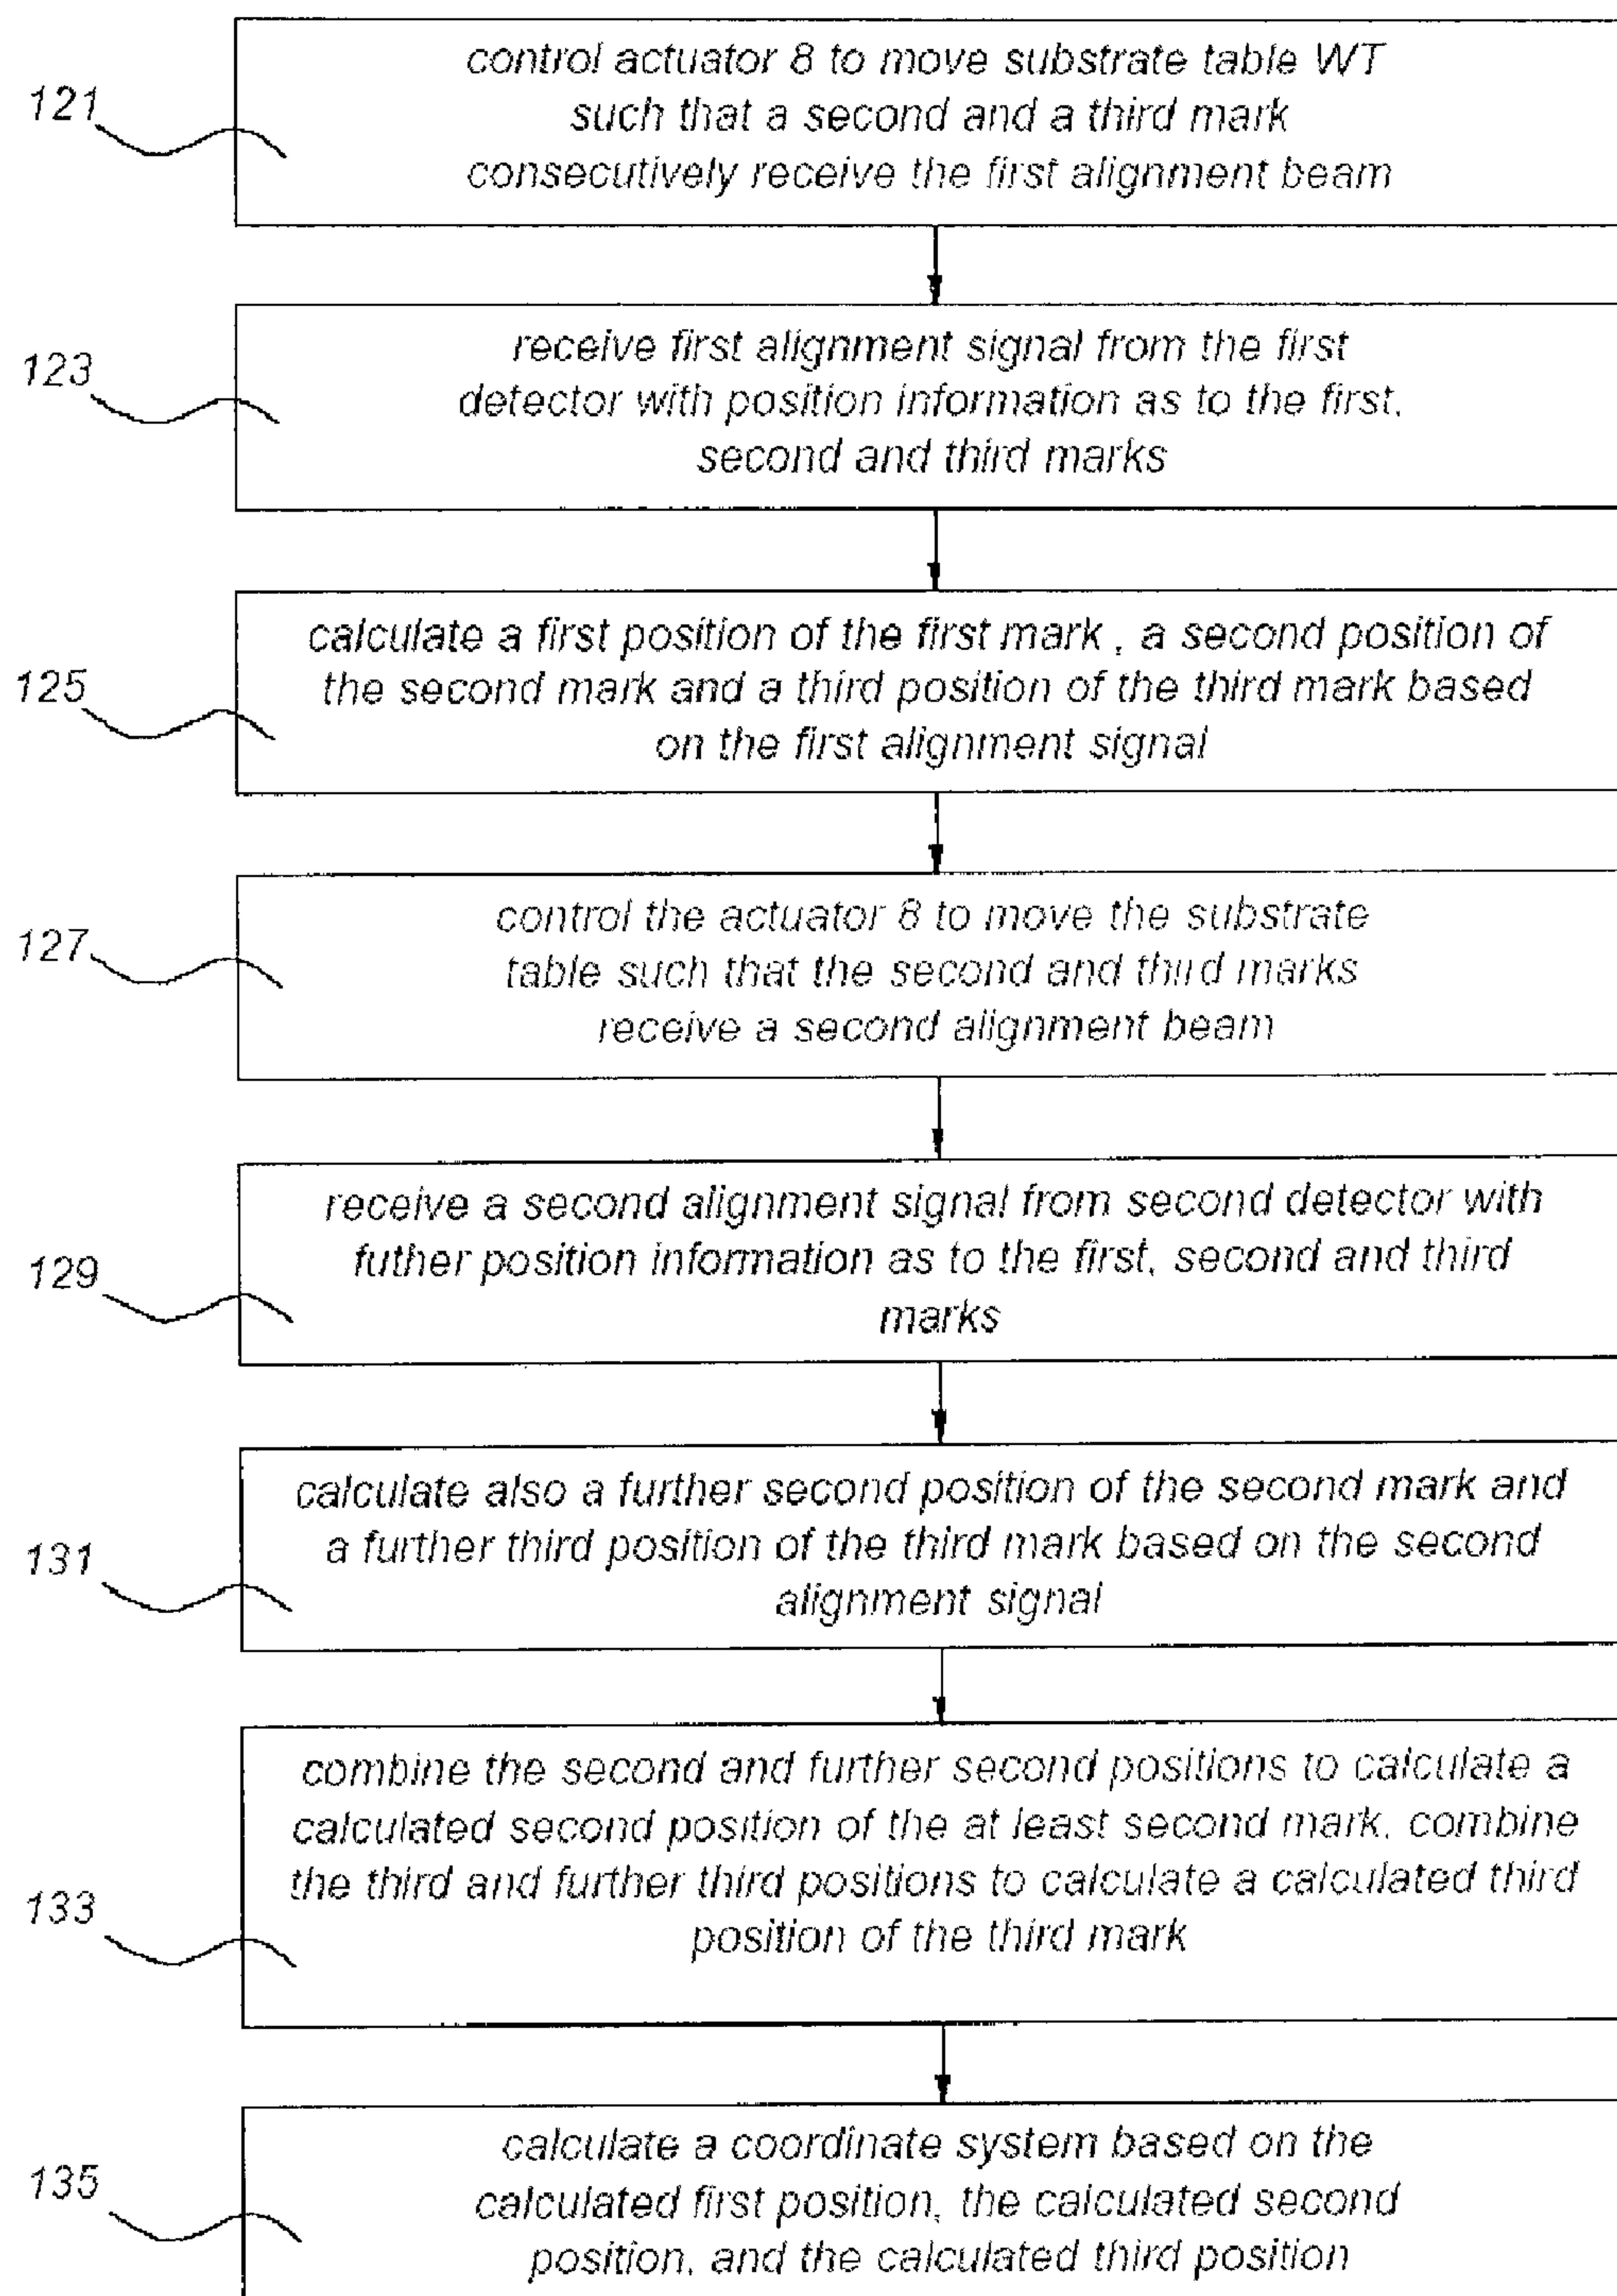 control actuator 8 to move substrate table WT
such that a second and a third mark
consecutively receive the first alignment beam
121
receive first alignment signal from the first
detector with position information as to the first,
second and third marks
123
calculate a first position of the first mark , a second position of
the second mark and a third position of the third mark based
on the first alignment signal
125
control the actuator 8 to move the substrate
table such that the second and third marks
receive a second alignment beam
127
receive a second alignment signal from second detector with
futher position information as to the first, second and third
marks
129
calculate also a further second position of the second mark and
a further third position of the third mark based on the second
alignment signal
131
combine the second and further second positions to calculate a
calculated second position of the at least second mark, combine
the third and further third positions to calculate a calculated third
position of the third mark
133
calculate a coordinate system based on the
calculated first position, the calculated second
position, and the calculated third position
135